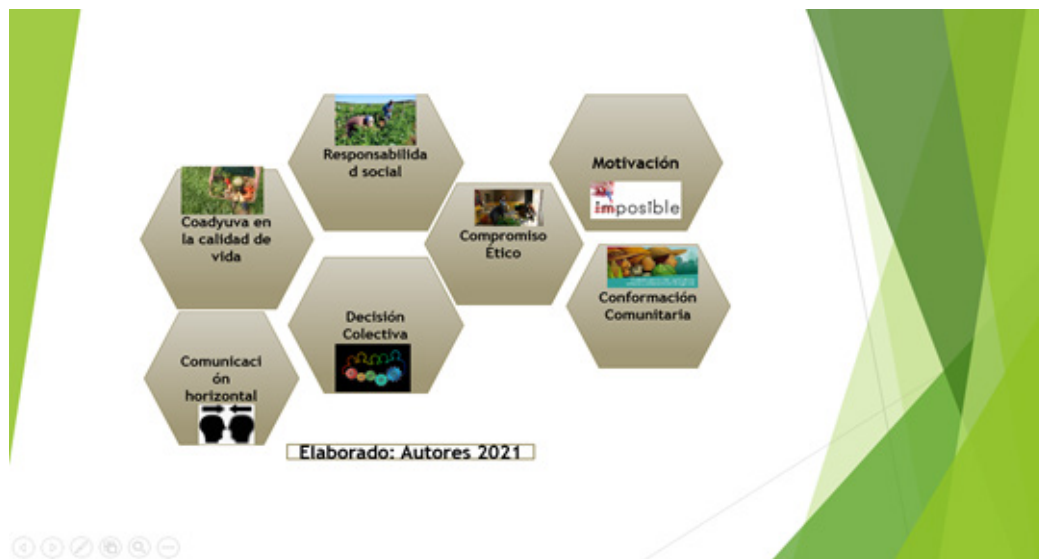 Responsabilida
d social
Motivación
imposible
Coadyuva en
la calidad de
vida
Compromiso
Ético
Conformación
Comunitaria
Decisión
Colectiva
Comunicaci
ón
horizontal
Elaborado: Autores 2021